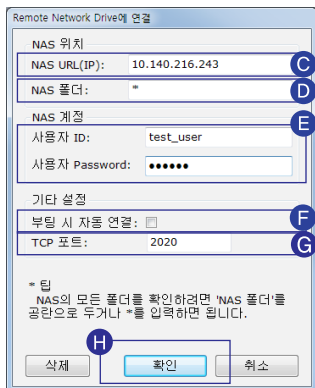 Remote Network Drive에 연결
NAS 위치
NAS URL(IP): 10.140.216.243 C
NAS 폴더: * D
NAS 계정 E
사용자 ID: test_user
사용자 Password: ●●●●●●
기타 설정
부팅 시 자동 연결: F
TCP 포트: 2020 G
* 팁
NAS의 모든 폴더를 확인하려면 'NAS 폴더'를
공란으로 두거나 *를 입력하면 됩니다.
H
삭제 확인 취소